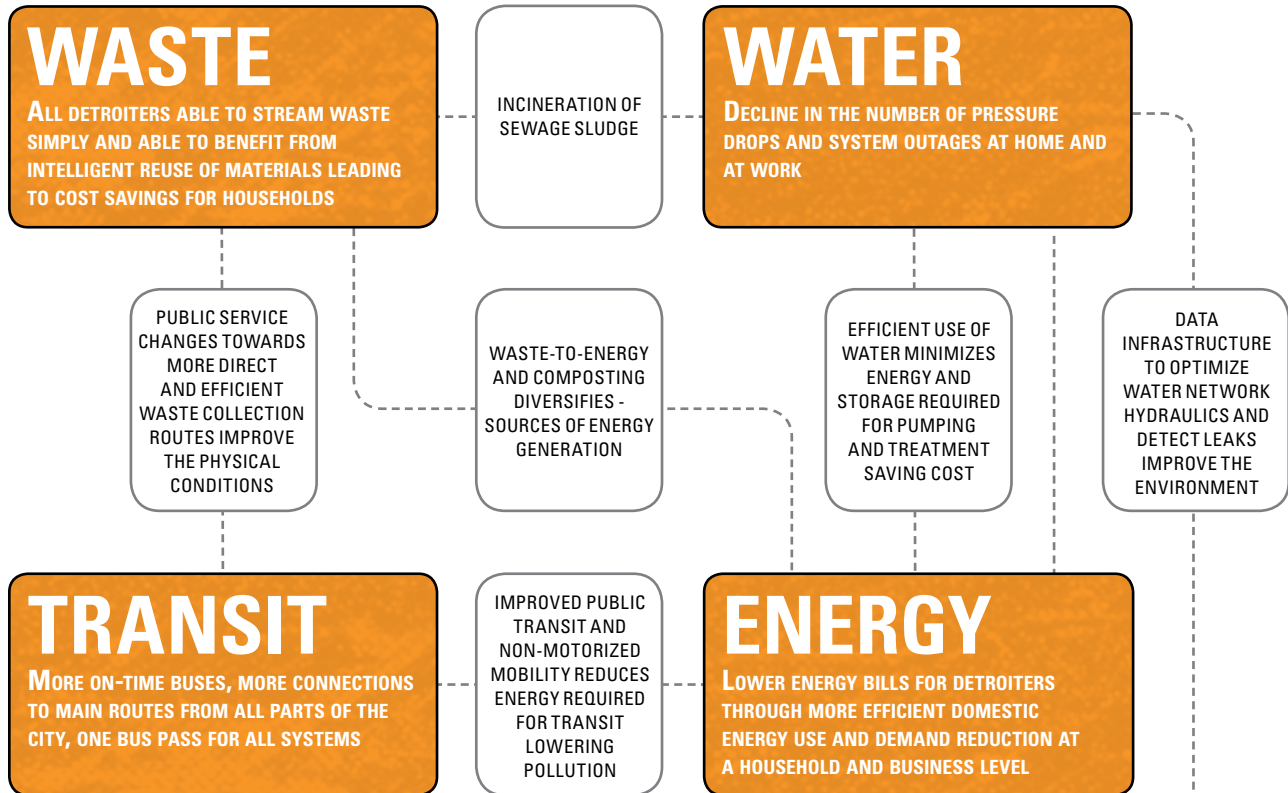 WASTE
ALL DETROITERS ABLE TO STREAM WASTE
SIMPLY AND ABLE TO BENEFIT FROM
INTELLIGENT REUSE OF MATERIALS LEADING
TO COST SAVINGS FOR HOUSEHOLDS
INCINERATION OF
SEWAGE SLUDGE
WATER
DECLINE IN THE NUMBER OF PRESSURE
DROPS AND SYSTEM OUTAGES AT HOME AND
AT WORK
PUBLIC SERVICE
CHANGES TOWARDS
MORE DIRECT
AND EFFICIENT
WASTE COLLECTION
ROUTES IMPROVE
THE PHYSICAL
CONDITIONS
WASTE-TO-ENERGY
AND COMPOSTING
DIVERSIFIES -
SOURCES OF ENERGY
GENERATION
EFFICIENT USE OF
WATER MINIMIZES
ENERGY AND
STORAGE REQUIRED
FOR PUMPING
AND TREATMENT
SAVING COST
DATA
INFRASTRUCTURE
TO OPTIMIZE
WATER NETWORK
HYDRAULICS AND
DETECT LEAKS
IMPROVE THE
ENVIRONMENT
TRANSIT
MORE ON-TIME BUSES, MORE CONNECTIONS
TO MAIN ROUTES FROM ALL PARTS OF THE
CITY, ONE BUS PASS FOR ALL SYSTEMS
IMPROVED PUBLIC
TRANSIT AND
NON-MOTORIZED
MOBILITY REDUCES
ENERGY REQUIRED
FOR TRANSIT
LOWERING
POLLUTION
ENERGY
LOWER ENERGY BILLS FOR DETROITERS
THROUGH MORE EFFICIENT DOMESTIC
ENERGY USE AND DEMAND REDUCTION AT
A HOUSEHOLD AND BUSINESS LEVEL